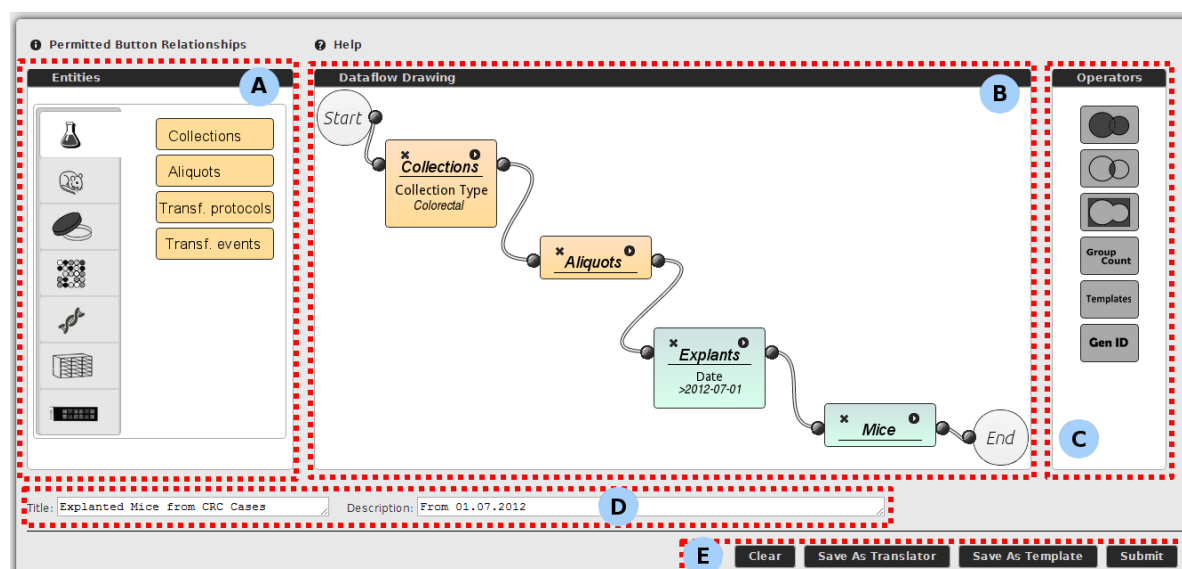 Permitted Button Relationships
Help
Entities
A
Collections
Aliquots
Transf. protocols
Transf. events
Dataflow Drawing
B
Start
Collections
Collection Type
Colorectal
Aliquots
Explants
Date
>2012-07-01
Mice
End
Operators
Group
Count
Templates
Gen ID
C
Title: Explanted Mice from CRC Cases
Description: From 01.07.2012
D
E
Clear
Save As Translator
Save As Template
Submit